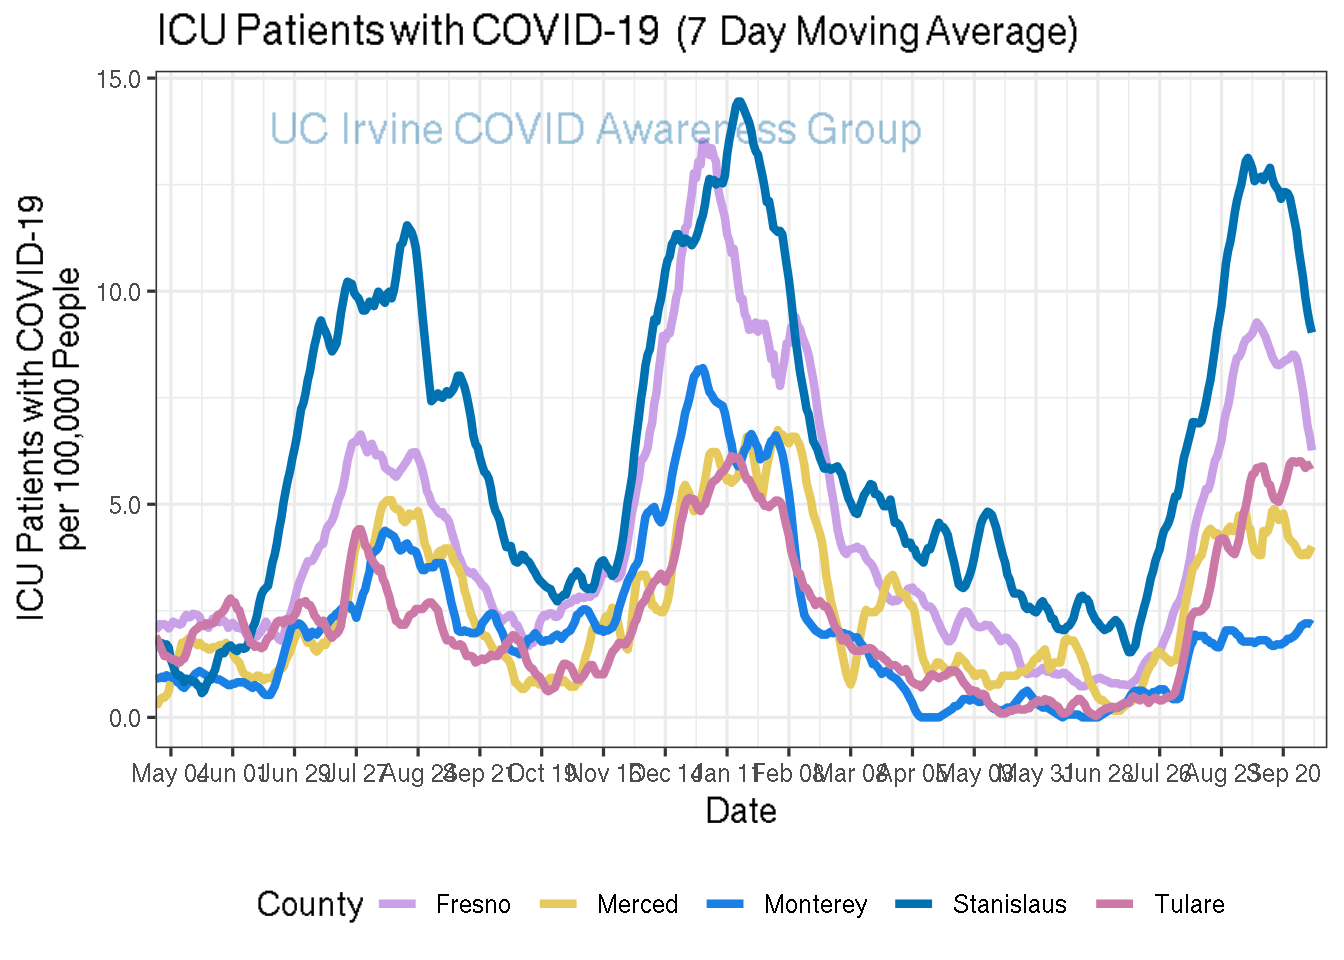 ICU Patients with COVID-19 (7 Day Moving Average)
UC Irvine COVID Awareness Group
ICU Patients with COVID-19
per 100,000 People
15.0
10.0
5.0
0.0
May 04 Jun 01 Jun 29 Jul 27 Aug 24 Sep 21 Oct 19 Nov 16 Dec 14 Jan 11 Feb 08 Mar 08 Apr 05 May 03 May 31 Jun 28 Jul 26 Aug 23 Sep 20
Date
County Fresno Merced Monterey Stanislaus Tulare